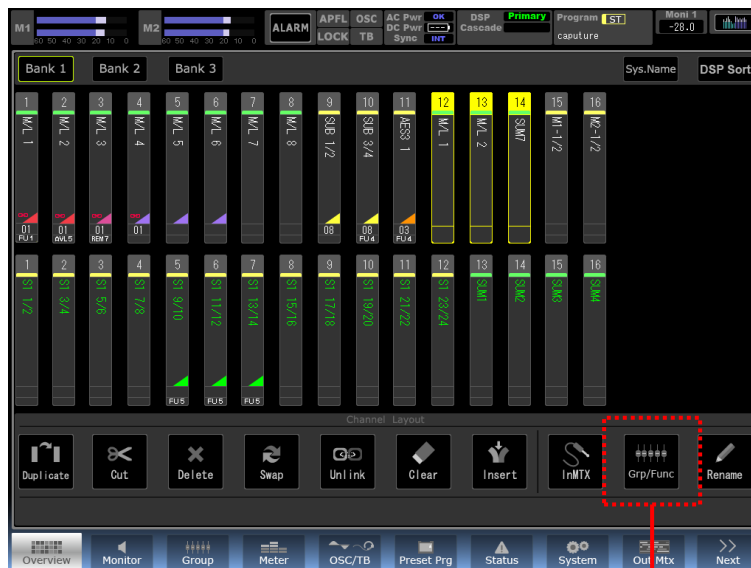 M1
60 50 40 30 20 10 0
M2
60 50 40 30 20 10 0
ALARM
APFL OSC
LOCK TB
AC Pwr OK
DC Pwr [---]
Sync INT
DSP Primary
Cascade
Program ST
caputure
Moni 1
-28.0
Bank 1 Bank 2 Bank 3 Sys.Name DSP Sort
1 2 3 4 5 6 7 8 9 10 11 12 13 14 15 16
M/L 1 M/L 2 M/L 3 M/L 4 M/L 5 M/L 6 M/L 7 M/L 8 SUB 1/2 SUB 3/4 AES3 1 M/L 1 M/L 2 SUM7 M1-1/2 M2-1/2
01 01 01 01 08 08 03
FU1 AVL5 REM7 FU4 FU4
1 2 3 4 5 6 7 8 9 10 11 12 13 14 15 16
S1 1/2 S1 3/4 S1 5/6 S1 7/8 S1 9/10 S1 11/12 S1 13/14 S1 15/16 S1 17/18 S1 19/20 S1 21/22 S1 23/24 SUM1 SUM2 SUM3 SUM4
FU5 FU5 FU5
Channel Layout
Duplicate Cut Delete Swap Unlink Clear Insert InMTX Grp/Func Rename
Overview Monitor Group Meter OSC/TB Preset Prg Status System Out Mtx Next